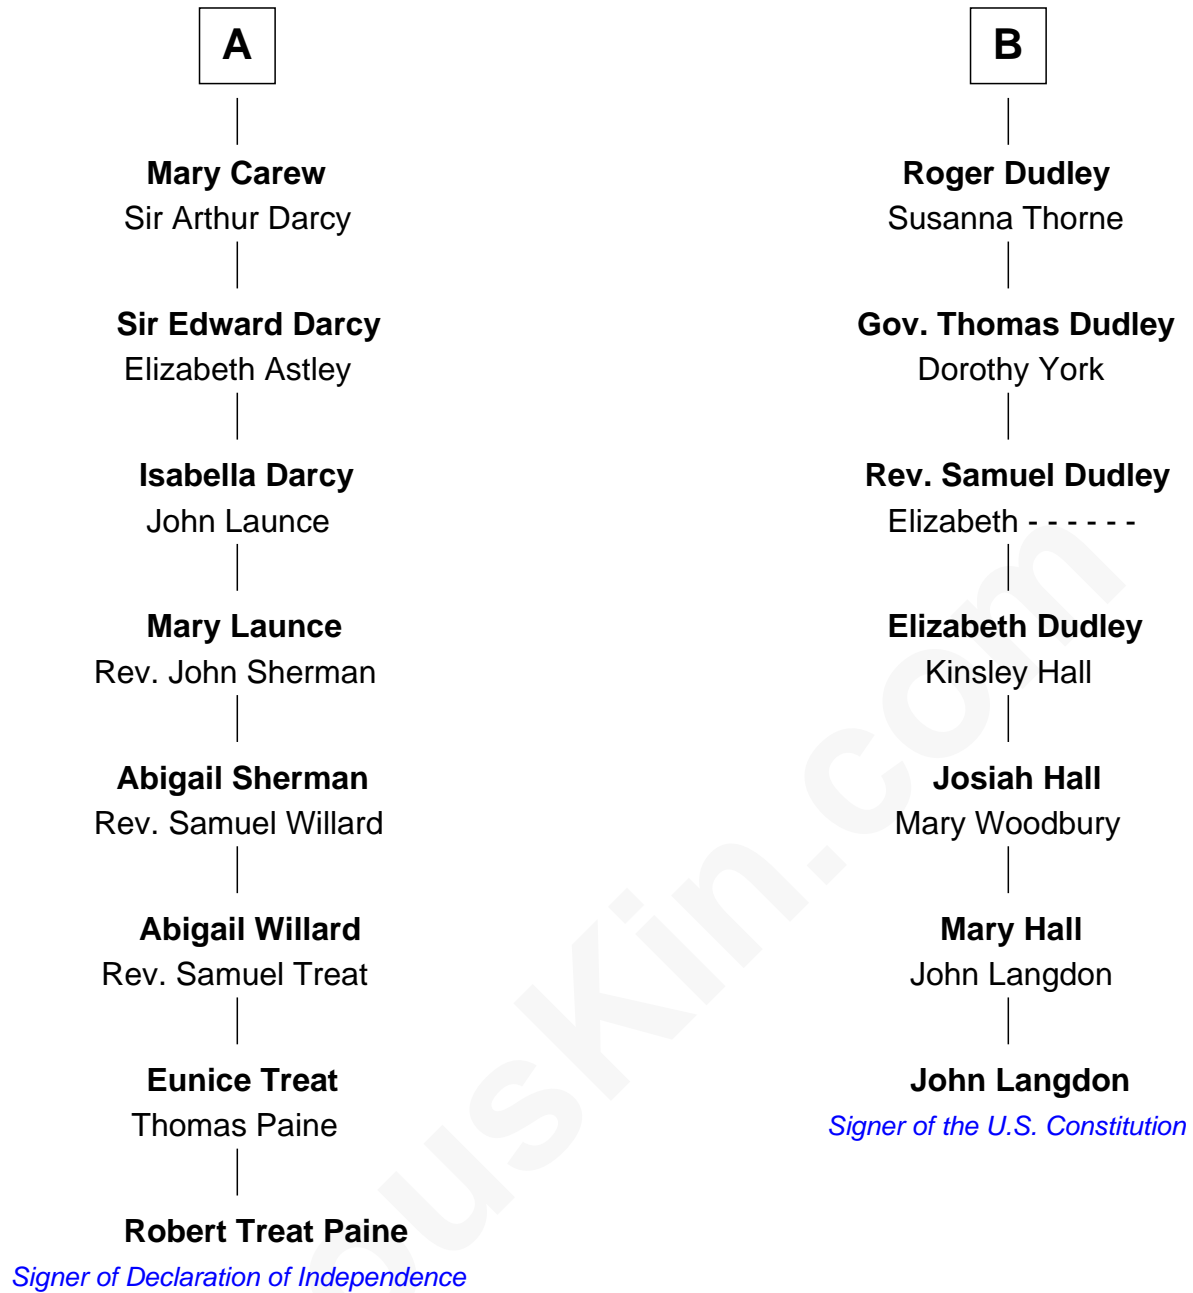 A
Mary Carew
Sir Arthur Darcy
Sir Edward Darcy
Elizabeth Astley
Isabella Darcy
John Launce
Mary Launce
Rev. John Sherman
Abigail Sherman
Rev. Samuel Willard
Abigail Willard
Rev. Samuel Treat
Eunice Treat
Thomas Paine
Robert Treat Paine
Signer of Declaration of Independence
B
Roger Dudley
Susanna Thorne
Gov. Thomas Dudley
Dorothy York
Rev. Samuel Dudley
Elizabeth - - - - - -
Elizabeth Dudley
Kinsley Hall
Josiah Hall
Mary Woodbury
Mary Hall
John Langdon
John Langdon
Signer of the U.S. Constitution
ousKin.com